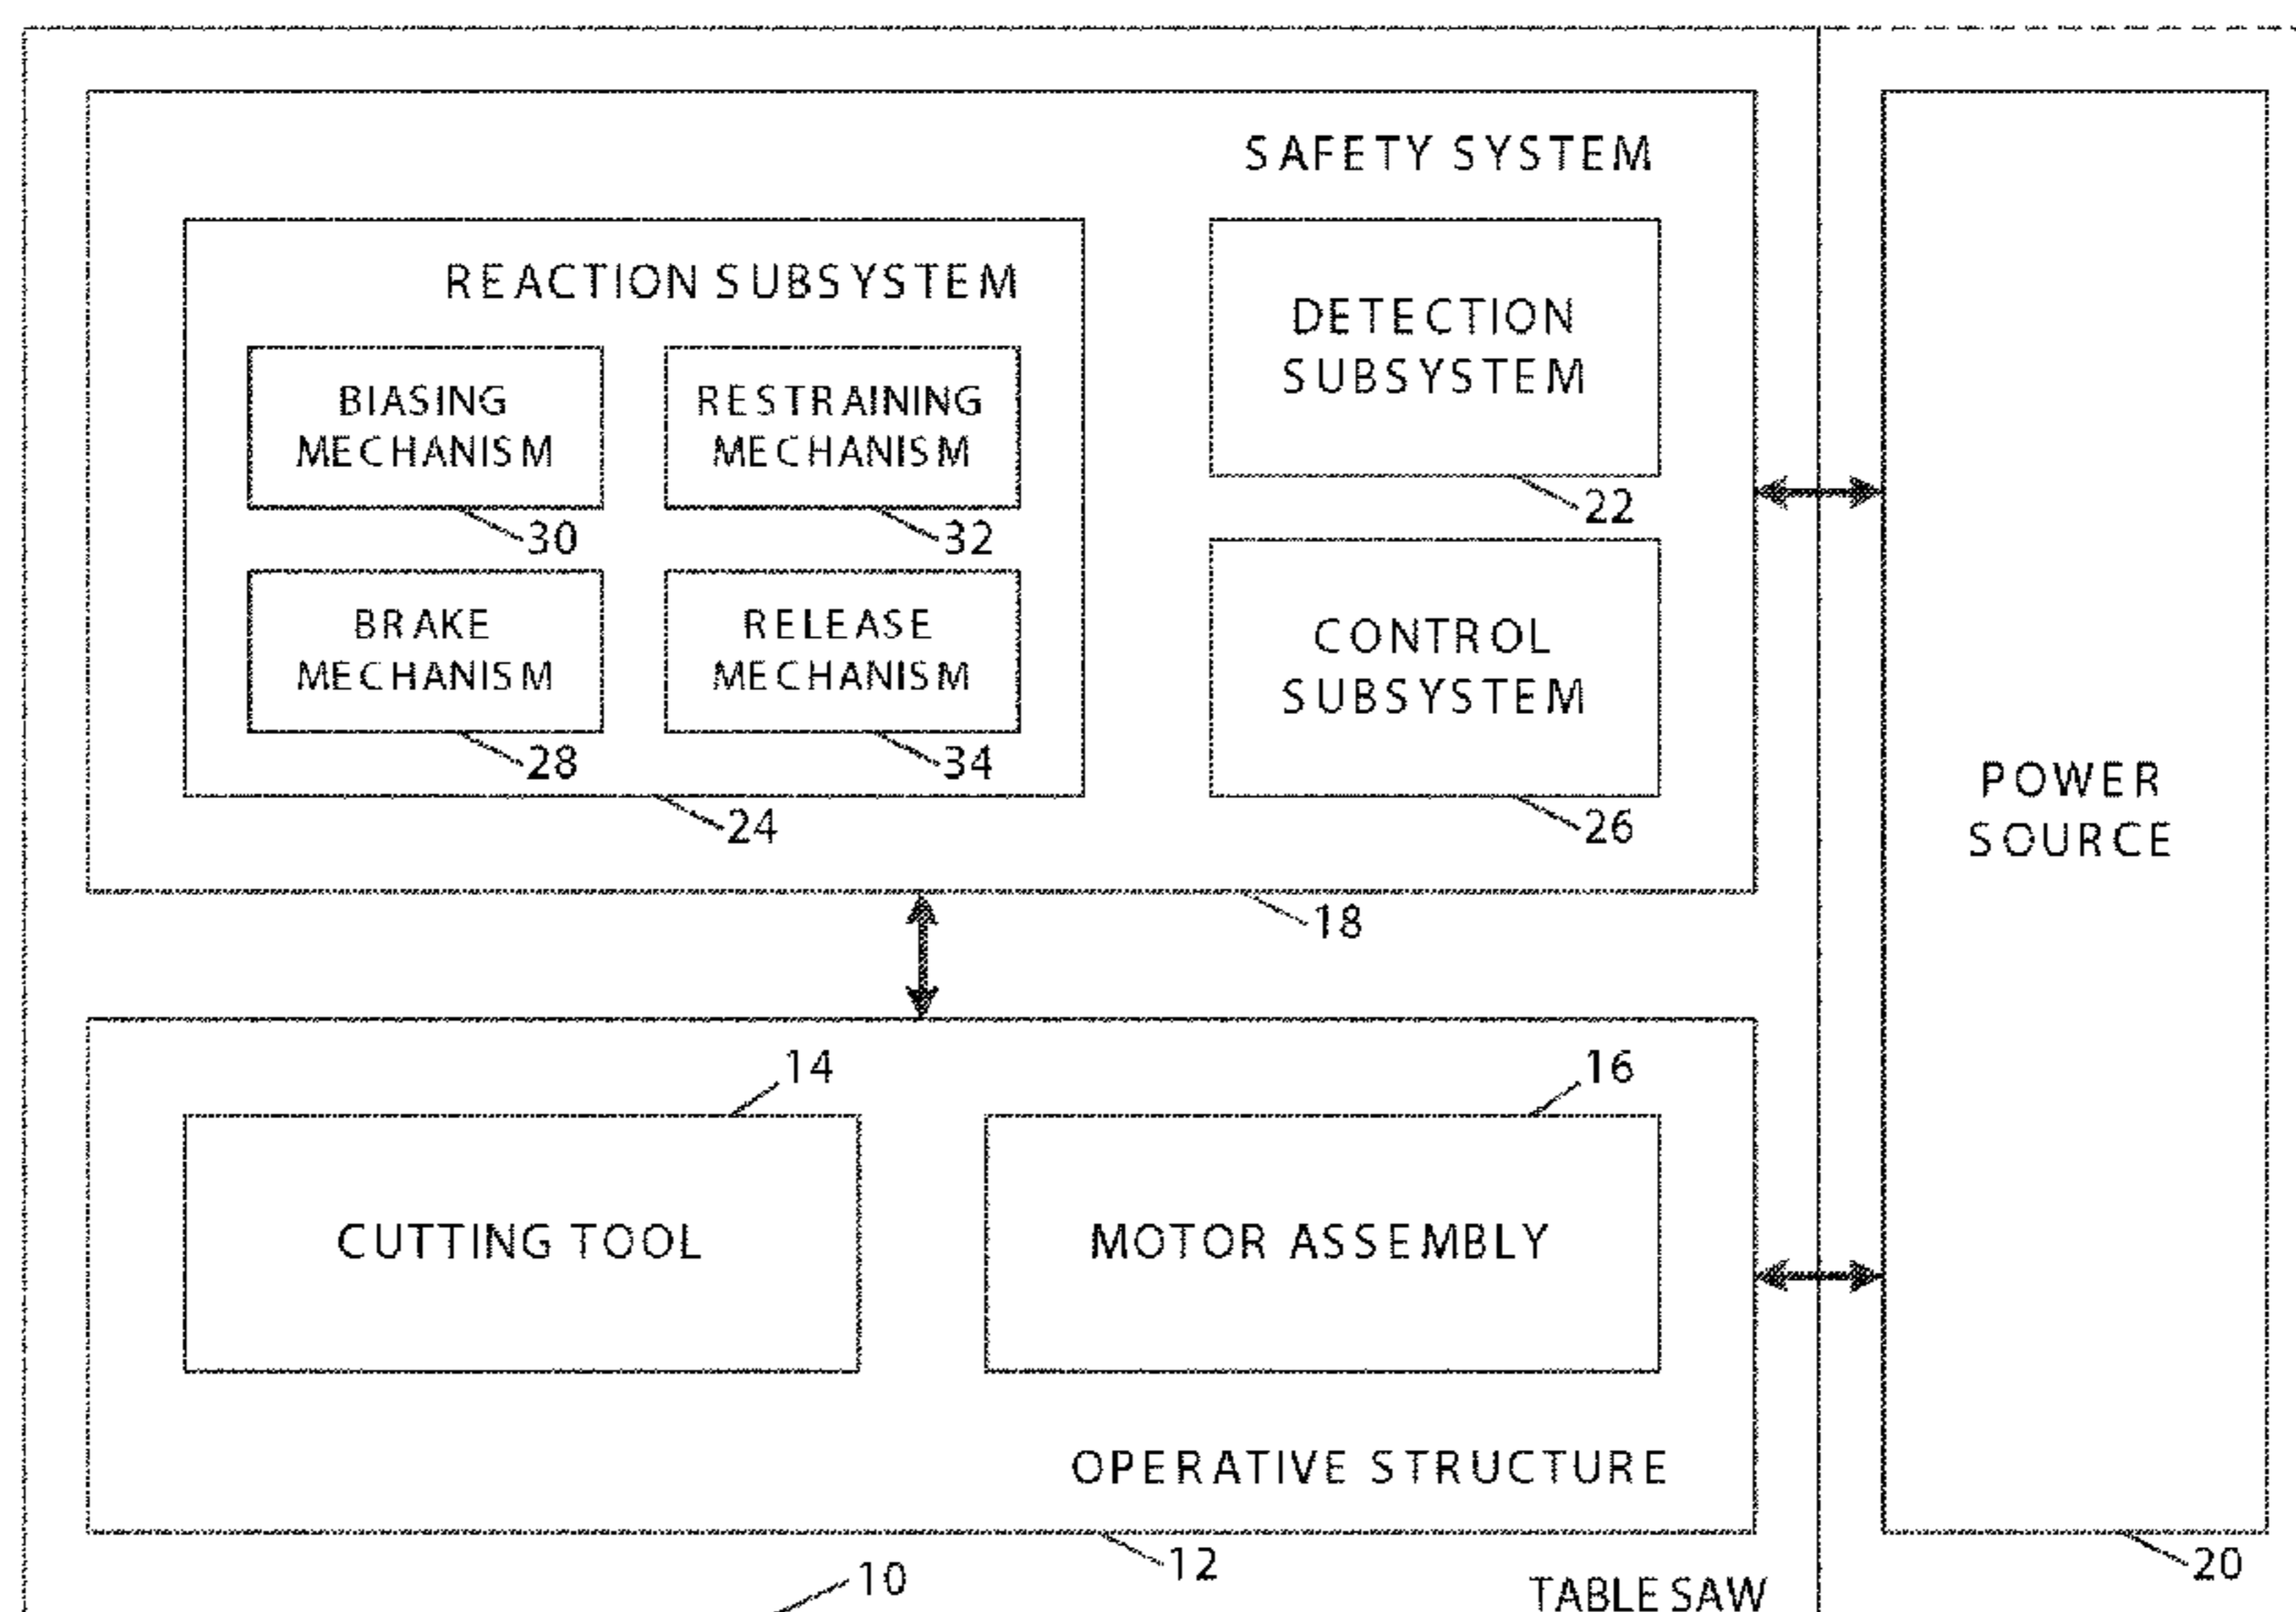 SAFETY SYSTEM
REACTION SUBSYSTEM
BIASING
MECHANISM
30
RESTRAINING
MECHANISM
32
BRAKE
MECHANISM
28
RELEASE
MECHANISM
34
24
DETECTION
SUBSYSTEM
22
CONTROL
SUBSYSTEM
26
18
POWER
SOURCE
20
14
CUTTING TOOL
16
MOTOR ASSEMBLY
OPERATIVE STRUCTURE
12
10
TABLE SAW